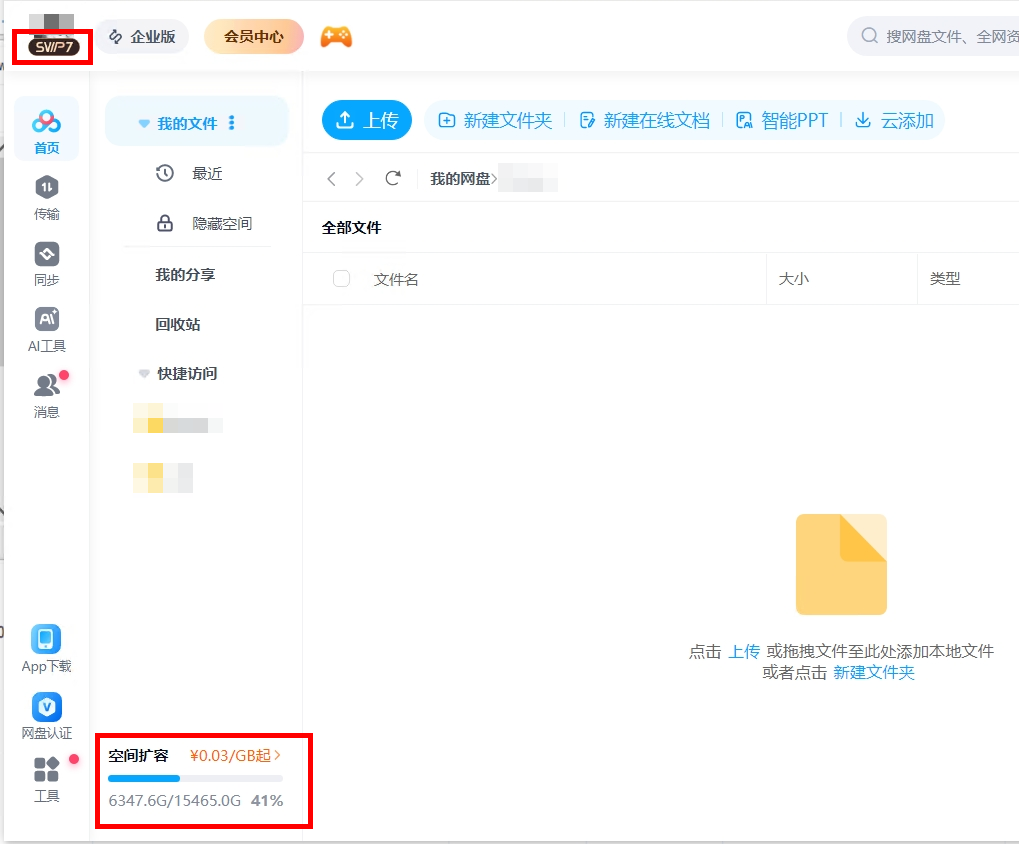 SVIP7
企业版
会员中心
搜网盘文件、全网资
首页
传输
同步
AI工具
消息
App下载
网盘认证
工具
我的文件
最近
隐藏空间
我的分享
回收站
快捷访问
空间扩容 ¥0.03/GB起
6347.6G/15465.0G 41%
上传 新建文件夹 新建在线文档 智能PPT 云添加
我的网盘
全部文件
文件名 大小 类型
点击 上传 或拖拽文件至此处添加本地文件
或者点击 新建文件夹